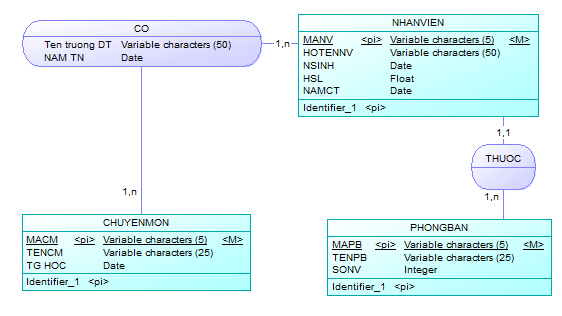 CO
Ten truong DT Variable characters (50)
NAM TN Date
1,n
NHANVIEN
MANV <pi> Variable characters (5) <M>
HOTENNV Variable characters (50)
NSINH Date
HSL Float
NAMCT Date
Identifier_1 <pi>
1,1
THUOC
1,n
1,n
CHUYENMON
MACM <pi> Variable characters (5) <M>
TENCM Variable characters (25)
TG HOC Date
Identifier_1 <pi>
PHONGBAN
MAPB <pi> Variable characters (5) <M>
TENPB Variable characters (25)
SONV Integer
Identifier_1 <pi>